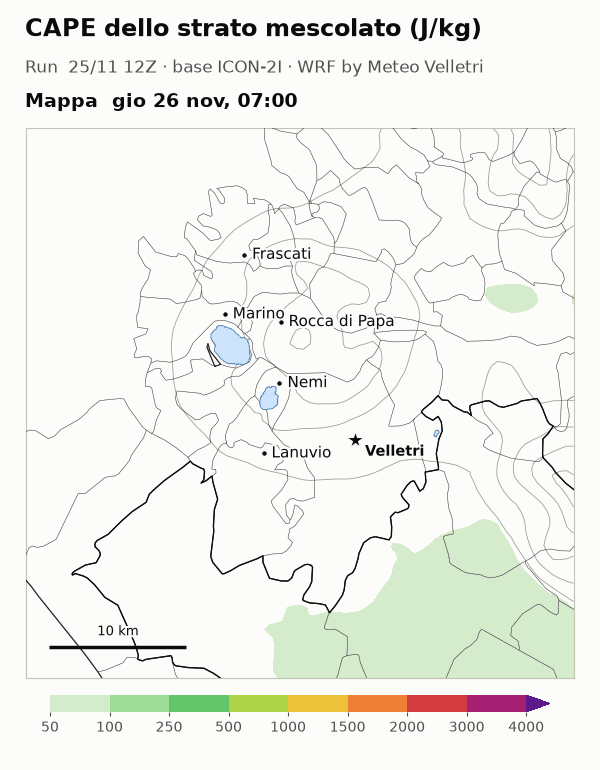 CAPE dello strato mescolato (J/kg)
Run  25/11 12Z · base ICON-2I · WRF by Meteo Velletri
Mappa  gio 26 nov, 07:00
Frascati
Marino
Rocca di Papa
Nemi
Velletri
Lanuvio
10 km
50 100 250 500 1000 1500 2000 3000 4000